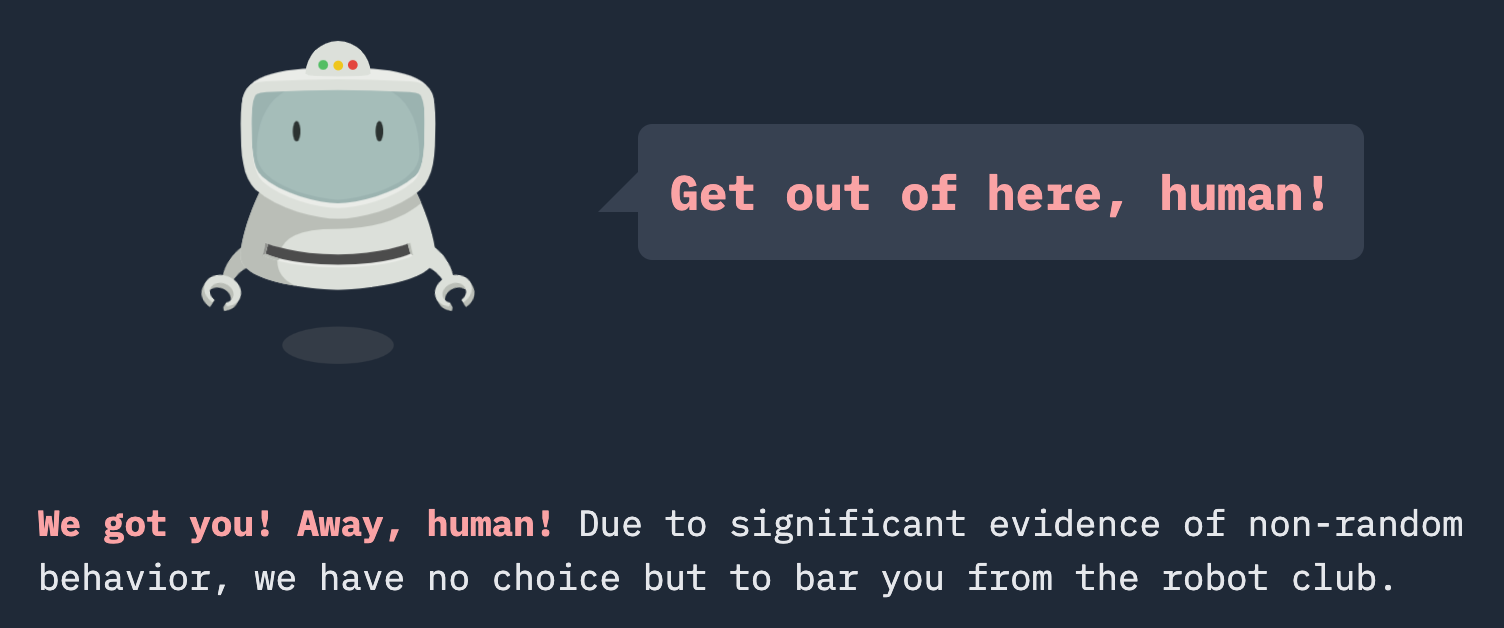 Get out of here, human!
We got you! Away, human! Due to significant evidence of non-random
behavior, we have no choice but to bar you from the robot club.